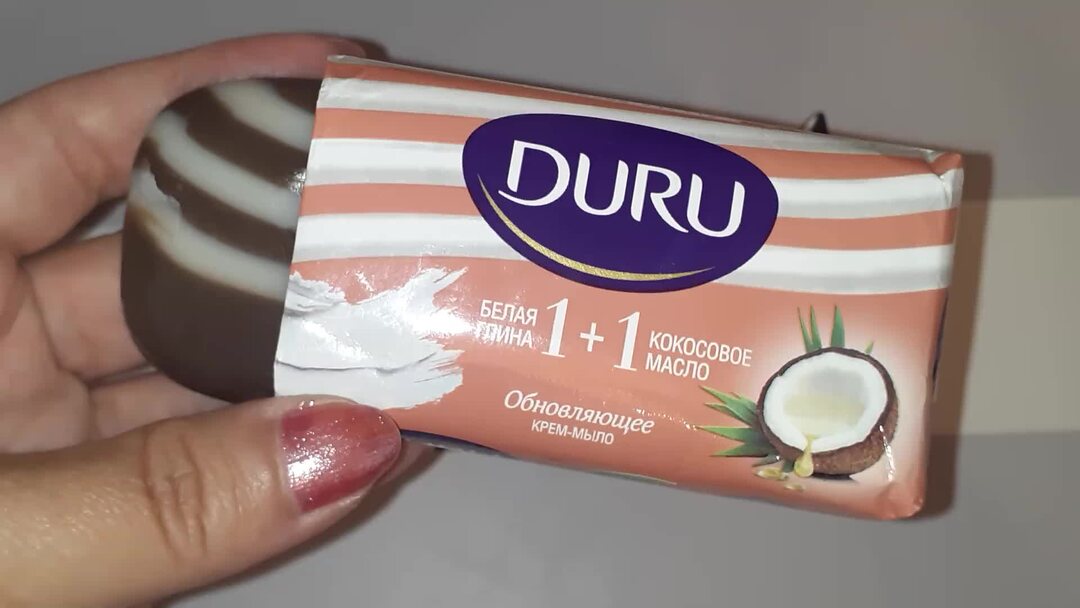 DURU
БЕЛАЯ
ГЛИНА
1+1
КОКОСОВОЕ
МАСЛО
Обновляющее
КРЕМ-МЫЛО